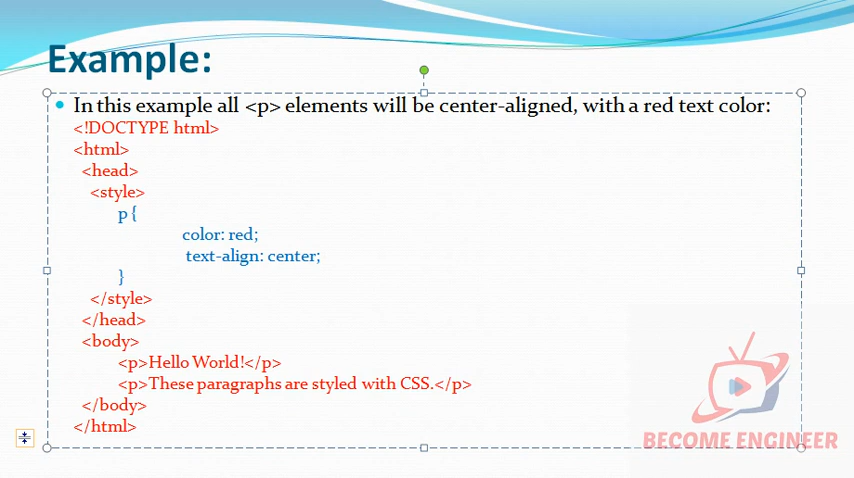 Example:
In this example all <p> elements will be center-aligned, with a red text color:
<!DOCTYPE html>
<html>
<head>
<style>
p {
color: red;
text-align: center;
}
</style>
</head>
<body>
<p>Hello World!</p>
<p>These paragraphs are styled with CSS.</p>
</body>
</html>
BECOME ENGINEER